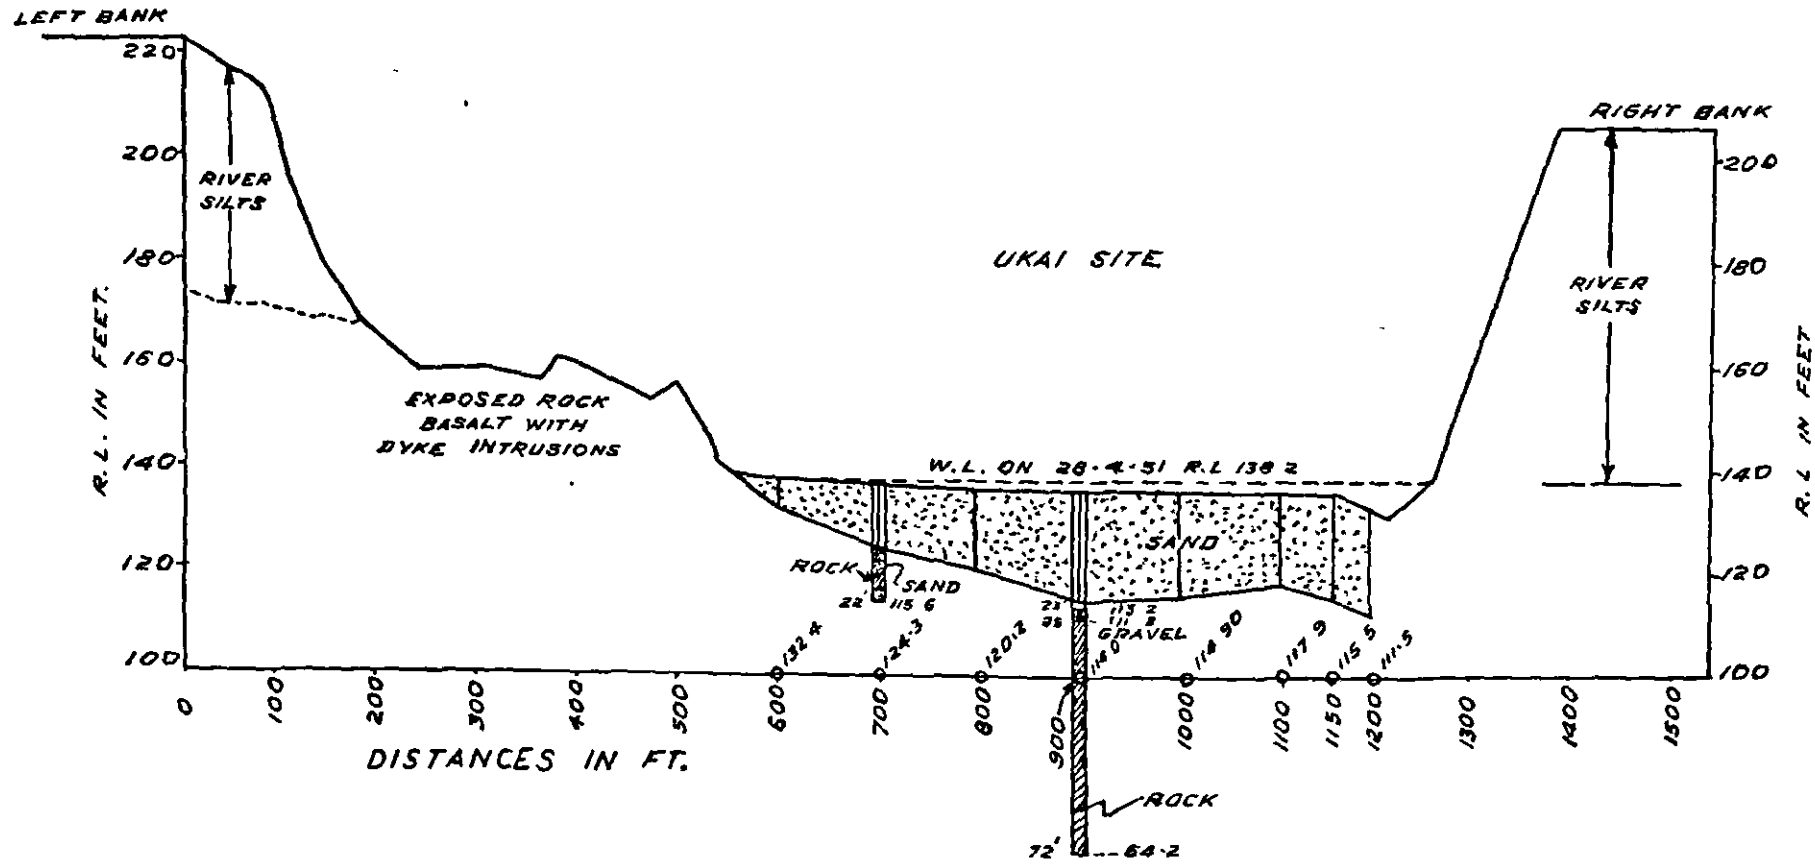 LEFT BANK
220
200
180
160
140
120
100
R.L. IN FEET.
RIVER
SILTS
EXPOSED ROCK
BASALT WITH
DYKE INTRUSIONS
UKAI SITE
W.L. ON 28.4.51 R.L 138 2
RIGHT BANK
200
180
160
140
120
100
R.L IN FEET
RIVER
SILTS
SAND
ROCK
SAND
22' 115 6
113 2
GRAVEL
132.4
124.3
120.2
114 0
114 90
117 9
115.5
111.5
0
100
200
300
400
500
600
700
800
900
1000
1100
1150
1200
1300
1400
1500
DISTANCES IN FT.
ROCK
72' 64.2